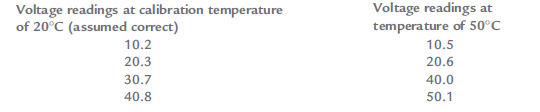 Voltage readings at calibration temperature Voltage readings at
of 20°C (assumed correct) temperature of 50°C
10.2 10.5
20.3 20.6
30.7 40.0
40.8 50.1